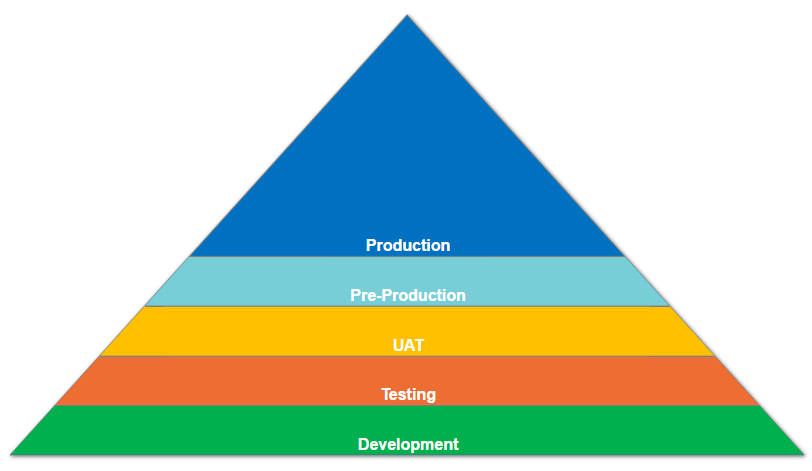 Production
Pre-Production
UAT
Testing
Development